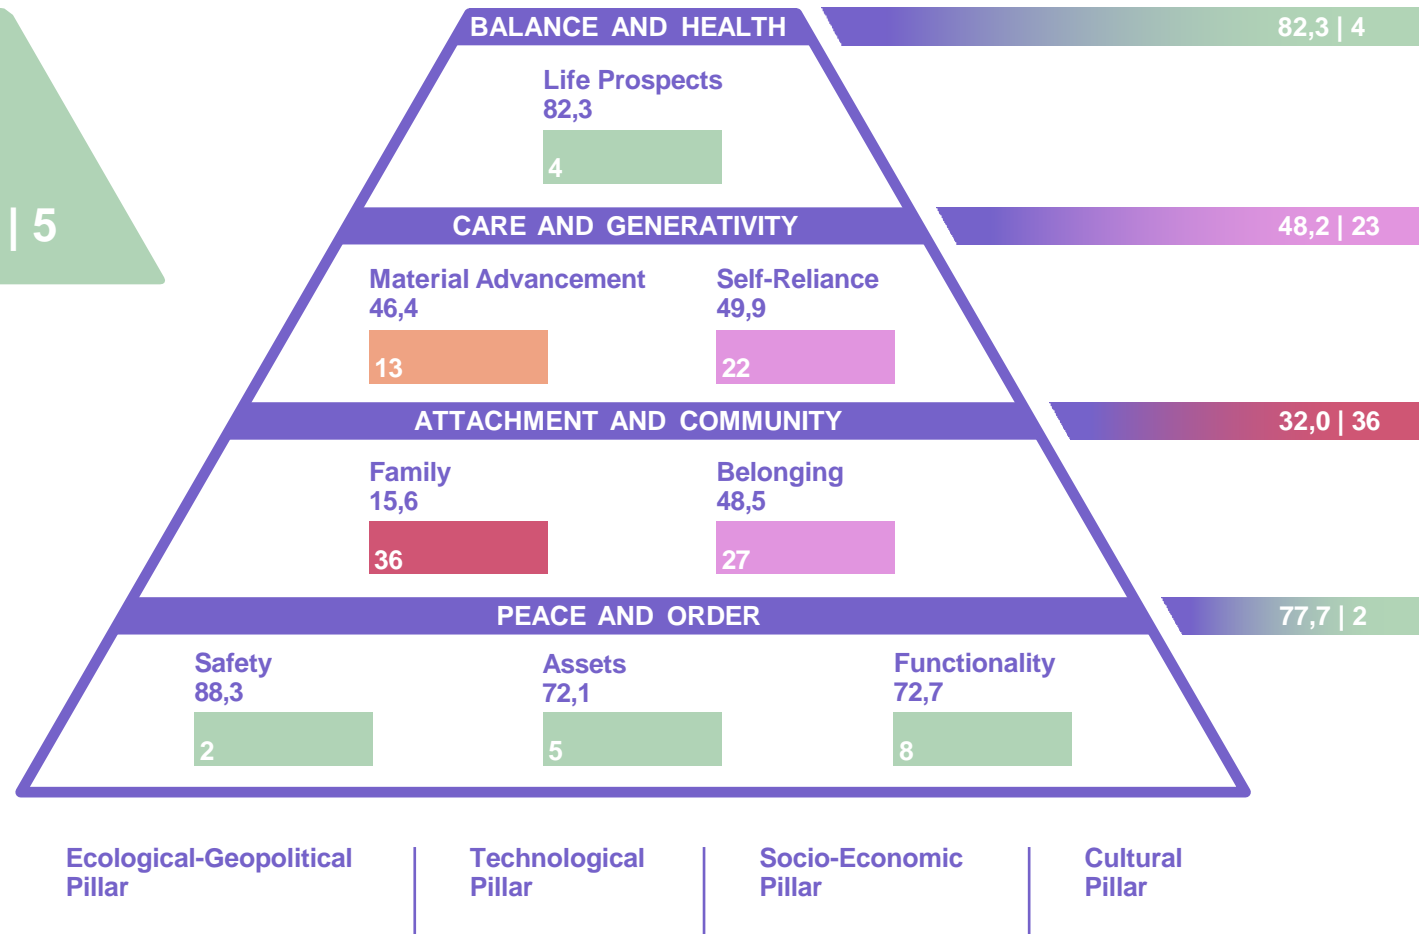 BALANCE AND HEALTH
82,3 | 4
Life Prospects
82,3
4
| 5
CARE AND GENERATIVITY
48,2 | 23
Material Advancement
46,4
13
Self-Reliance
49,9
22
ATTACHMENT AND COMMUNITY
32,0 | 36
Family
15,6
36
Belonging
48,5
27
PEACE AND ORDER
77,7 | 2
Safety
88,3
2
Assets
72,1
5
Functionality
72,7
8
Ecological-Geopolitical
Pillar
Technological
Pillar
Socio-Economic
Pillar
Cultural
Pillar